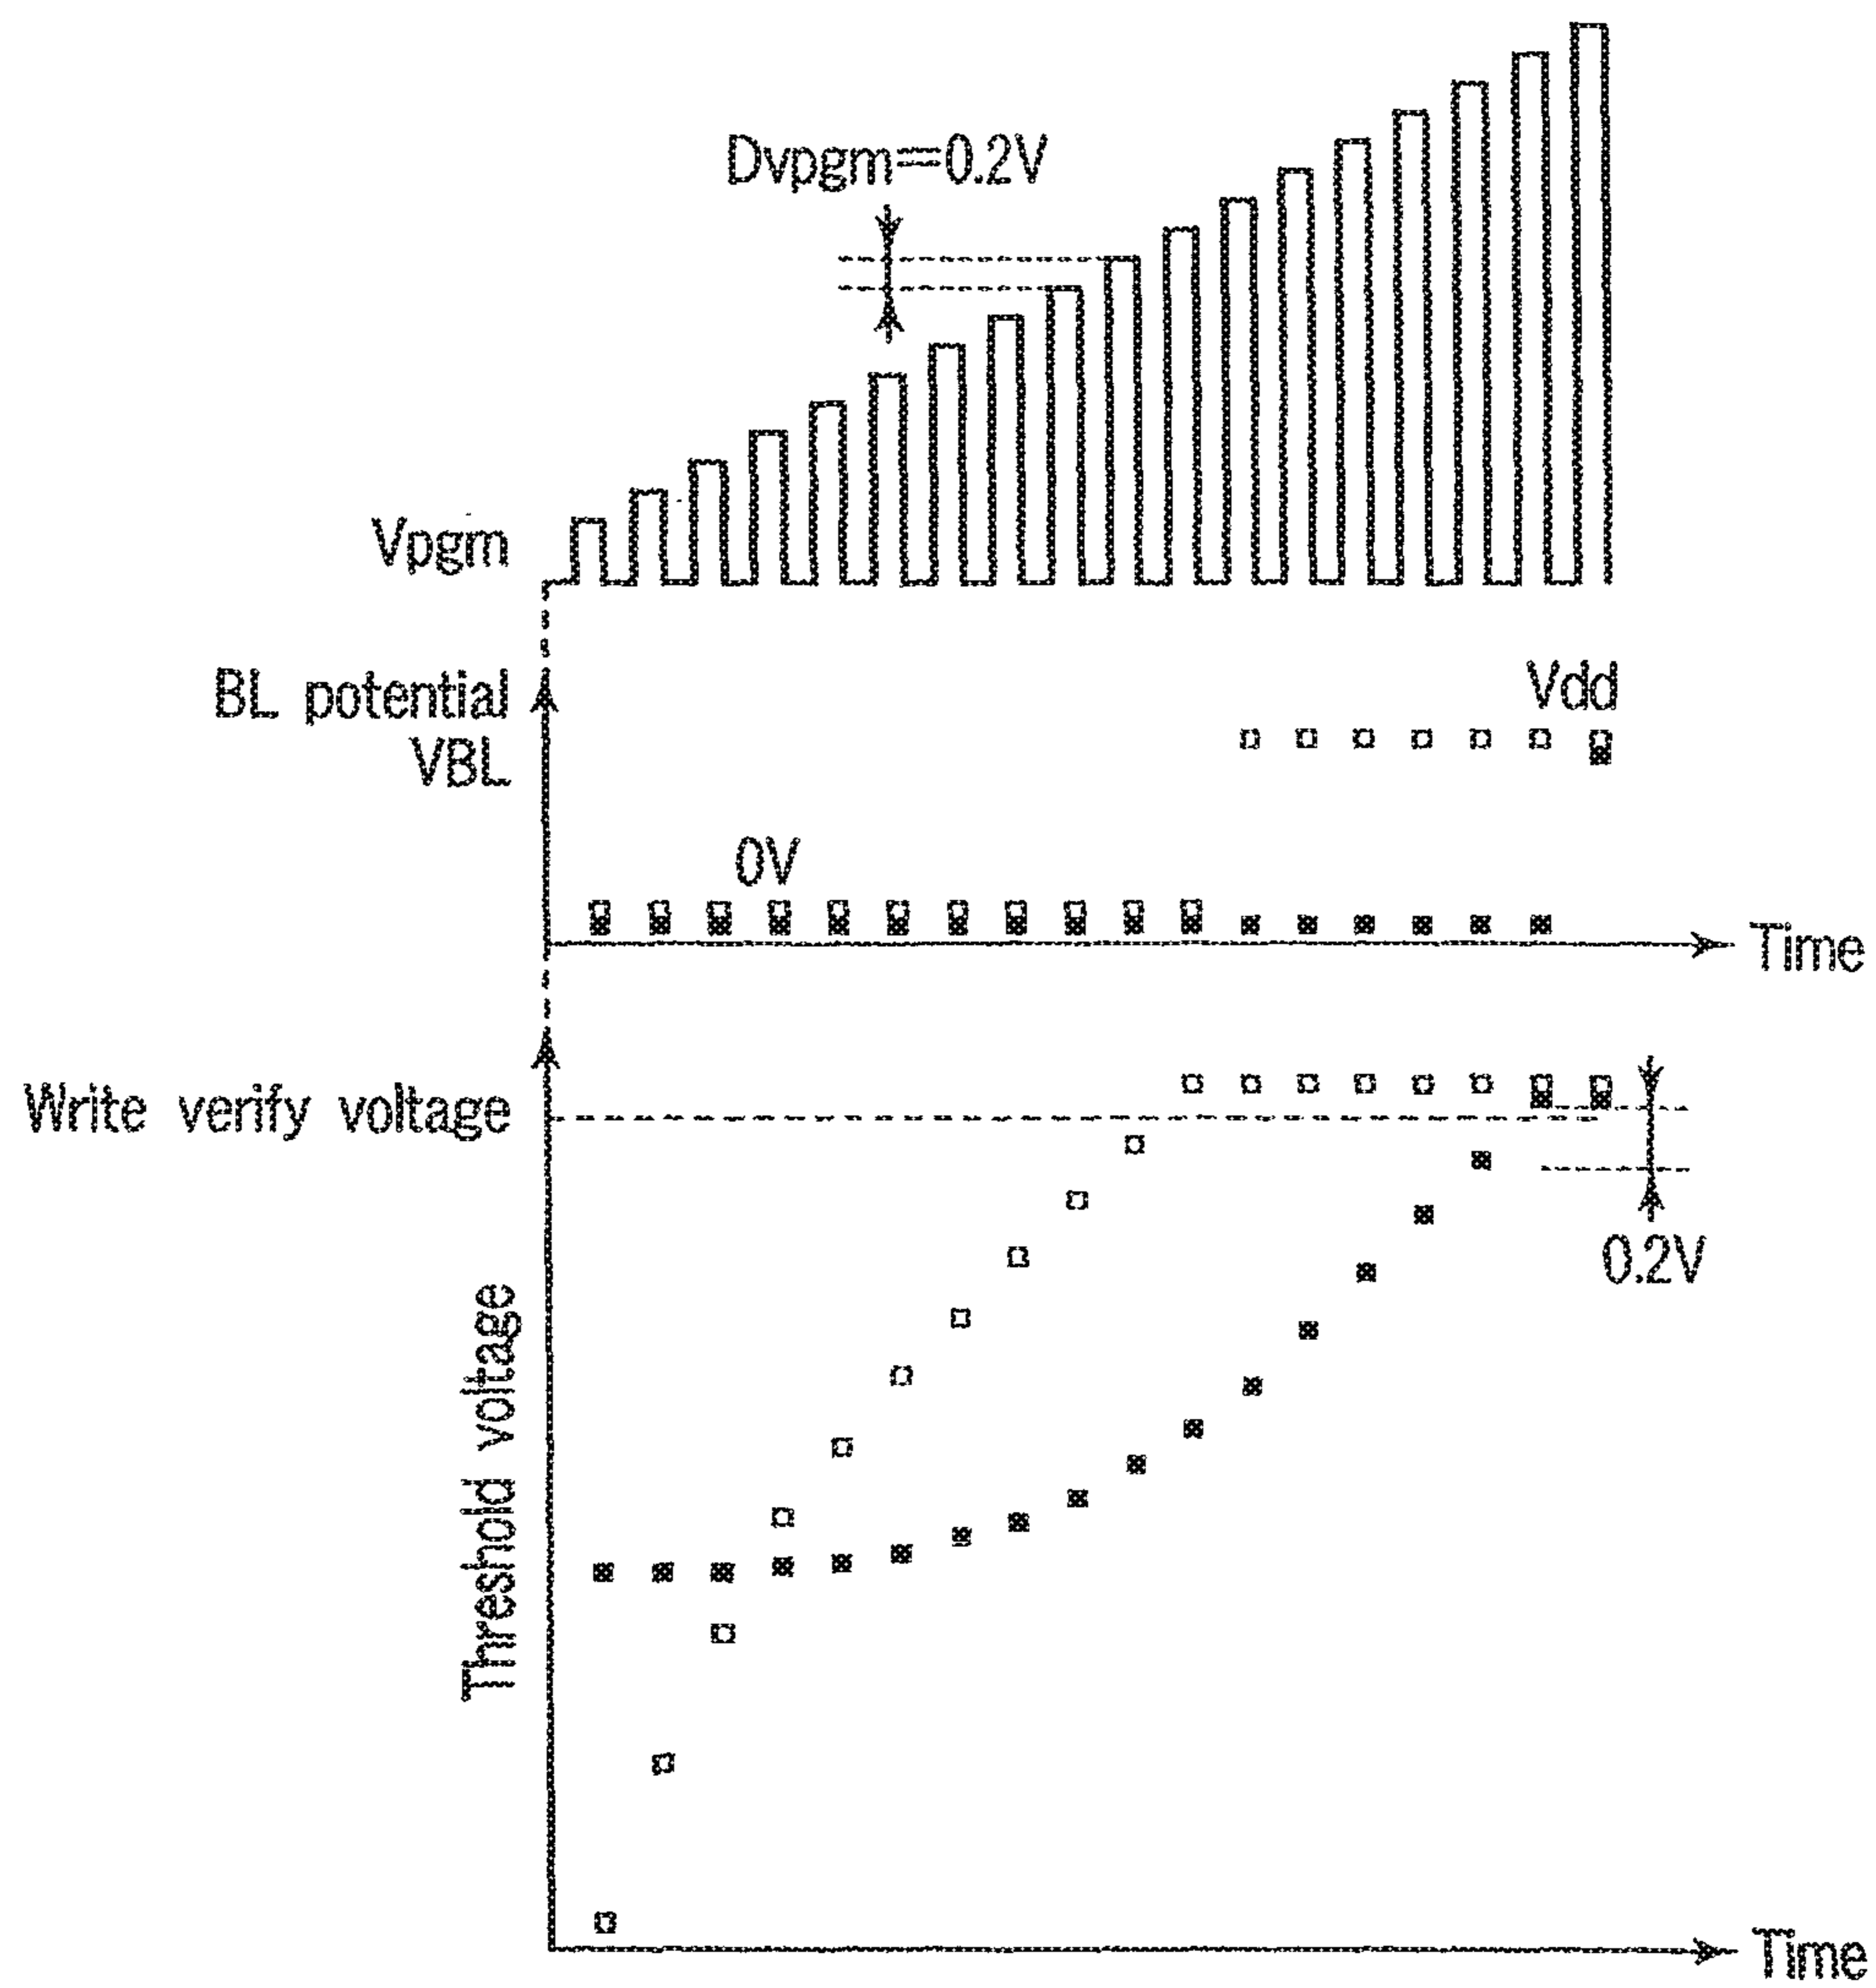 Dvpgm=0.2V
Vpgm
BL potential
VBL
Vdd
0V
Time
Write verify voltage
0.2V
Threshold voltage
Time